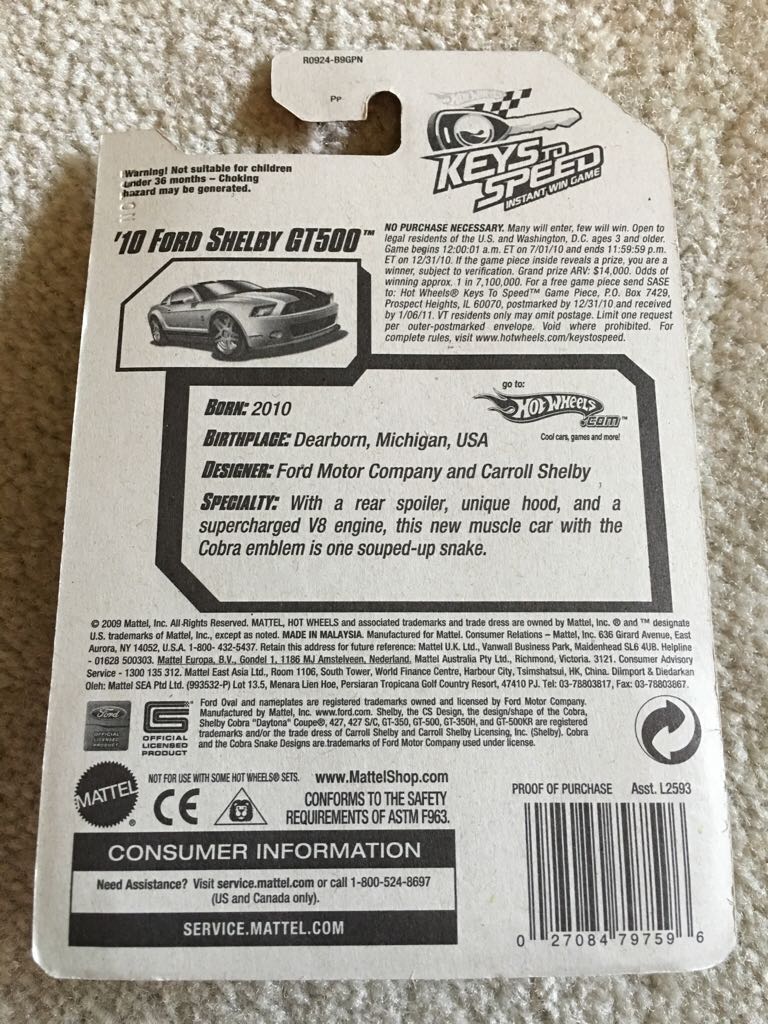 R0924-B9GPN
Pp
Warning! Not suitable for children
under 36 months – Choking
hazard may be generated.
HOT WHEELS
KEYS TO
SPEED
INSTANT WIN GAME
'10 FORD SHELBY GT500™
NO PURCHASE NECESSARY. Many will enter, few will win. Open to
legal residents of the U.S. and Washington, D.C. ages 3 and older.
Game begins 12:00:01 a.m. ET on 7/01/10 and ends 11:59:59 p.m.
ET on 12/31/10. If the game piece inside reveals a prize, you are a
winner, subject to verification. Grand prize ARV: $14,000. Odds of
winning approx. 1 in 7,100,000. For a free game piece send SASE
to: Hot Wheels® Keys To Speed™ Game Piece, P.O. Box 7429,
Prospect Heights, IL 60070, postmarked by 12/31/10 and received
by 1/06/11. VT residents only may omit postage. Limit one request
per outer-postmarked envelope. Void where prohibited. For
complete rules, visit www.hotwheels.com/keystospeed.
BORN: 2010
go to:
HOT WHEELS
.COM™
Cool cars, games and more!
BIRTHPLACE: Dearborn, Michigan, USA
DESIGNER: Ford Motor Company and Carroll Shelby
SPECIALTY: With a rear spoiler, unique hood, and a
supercharged V8 engine, this new muscle car with the
Cobra emblem is one souped-up snake.
© 2009 Mattel, Inc. All Rights Reserved. MATTEL, HOT WHEELS and associated trademarks and trade dress are owned by Mattel, Inc. ® and ™ designate
U.S. trademarks of Mattel, Inc., except as noted. MADE IN MALAYSIA. Manufactured for Mattel. Consumer Relations – Mattel, Inc. 636 Girard Avenue, East
Aurora, NY 14052, U.S.A. 1-800- 432-5437. Retain this address for future reference: Mattel U.K. Ltd., Vanwall Business Park, Maidenhead SL6 4UB. Helpline
- 01628 500303. Mattel Europa, B.V., Gondel 1, 1186 MJ Amstelveen, Nederland. Mattel Australia Pty Ltd., Richmond, Victoria. 3121. Consumer Advisory
Service - 1300 135 312. Mattel East Asia Ltd., Room 1106, South Tower, World Finance Centre, Harbour City, Tsimshatsui, HK, China. Diimport & Diedarkan
Oleh: Mattel SEA Ptd Ltd. (993532-P) Lot 13.5, Menara Lien Hoe, Persiaran Tropicana Golf Country Resort, 47410 PJ. Tel: 03-78803817, Fax: 03-78803867.
Ford
OFFICIAL
LICENSED
PRODUCT
CS
OFFICIAL
LICENSED
PRODUCT
Ford Oval and nameplates are registered trademarks owned and licensed by Ford Motor Company.
Manufactured by Mattel, Inc. www.ford.com. Shelby, the CS Design, the design/shape of the Cobra,
Shelby Cobra "Daytona" Coupe®, 427, 427 S/C, GT-350, GT-500, GT-350H, and GT-500KR are registered
trademarks and/or the trade dress of Carroll Shelby and Carroll Shelby Licensing, Inc. (Shelby). Cobra
and the Cobra Snake Designs are trademarks of Ford Motor Company used under license.
MATTEL®
NOT FOR USE WITH SOME HOT WHEELS® SETS. www.MattelShop.com
CE
CONFORMS TO THE SAFETY
REQUIREMENTS OF ASTM F963.
PROOF OF PURCHASE Asst. L2593
CONSUMER INFORMATION
Need Assistance? Visit service.mattel.com or call 1-800-524-8697
(US and Canada only).
SERVICE.MATTEL.COM
0 27084 79759 6